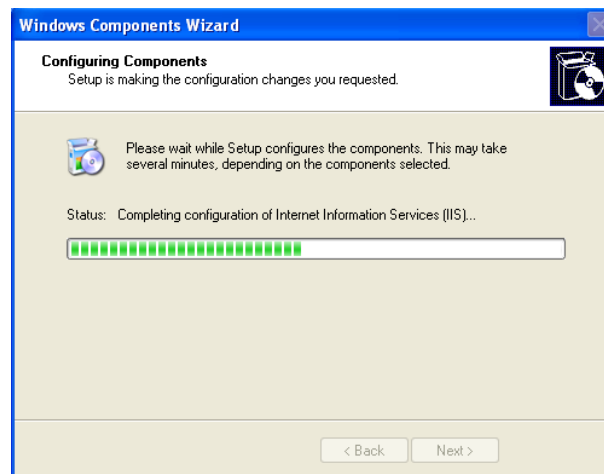 Windows Components Wizard
Configuring Components
Setup is making the configuration changes you requested.
Please wait while Setup configures the components. This may take
several minutes, depending on the components selected.
Status: Completing configuration of Internet Information Services (IIS)...
< Back Next >